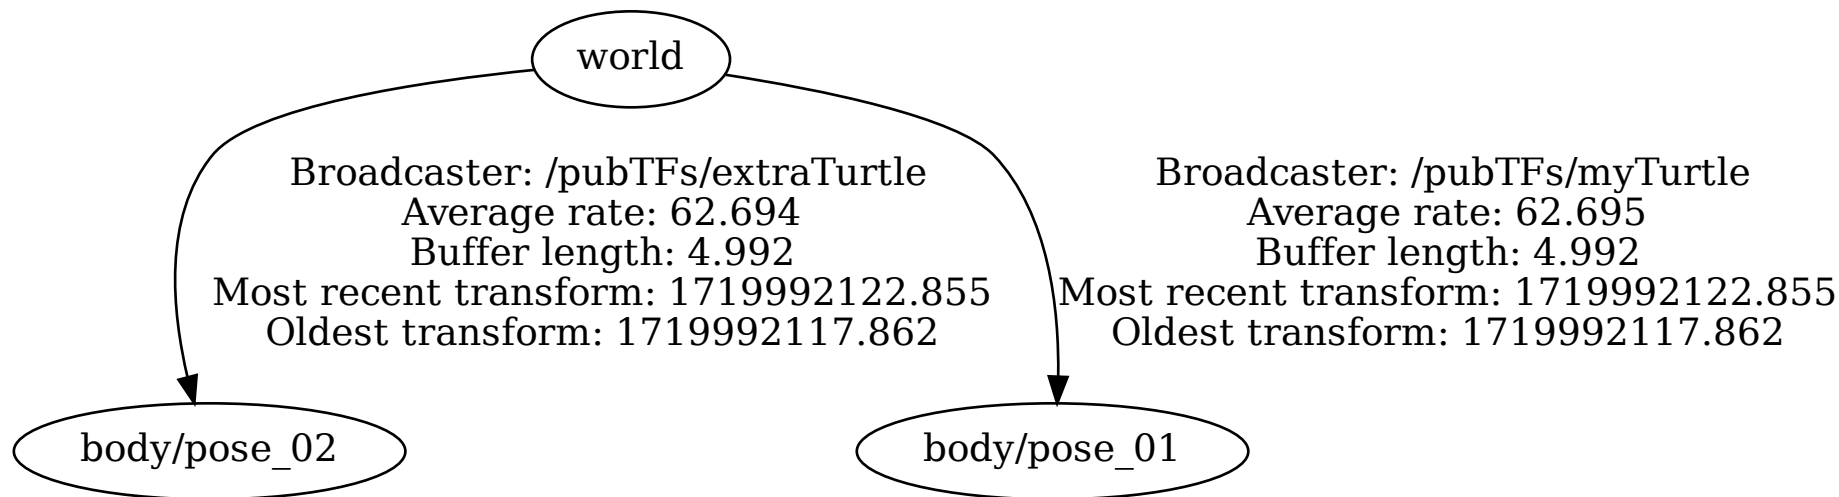 world
Broadcaster: /pubTFs/extraTurtle
Average rate: 62.694
Buffer length: 4.992
Most recent transform: 1719992122.855
Oldest transform: 1719992117.862
Broadcaster: /pubTFs/myTurtle
Average rate: 62.695
Buffer length: 4.992
Most recent transform: 1719992122.855
Oldest transform: 1719992117.862
body/pose_02
body/pose_01